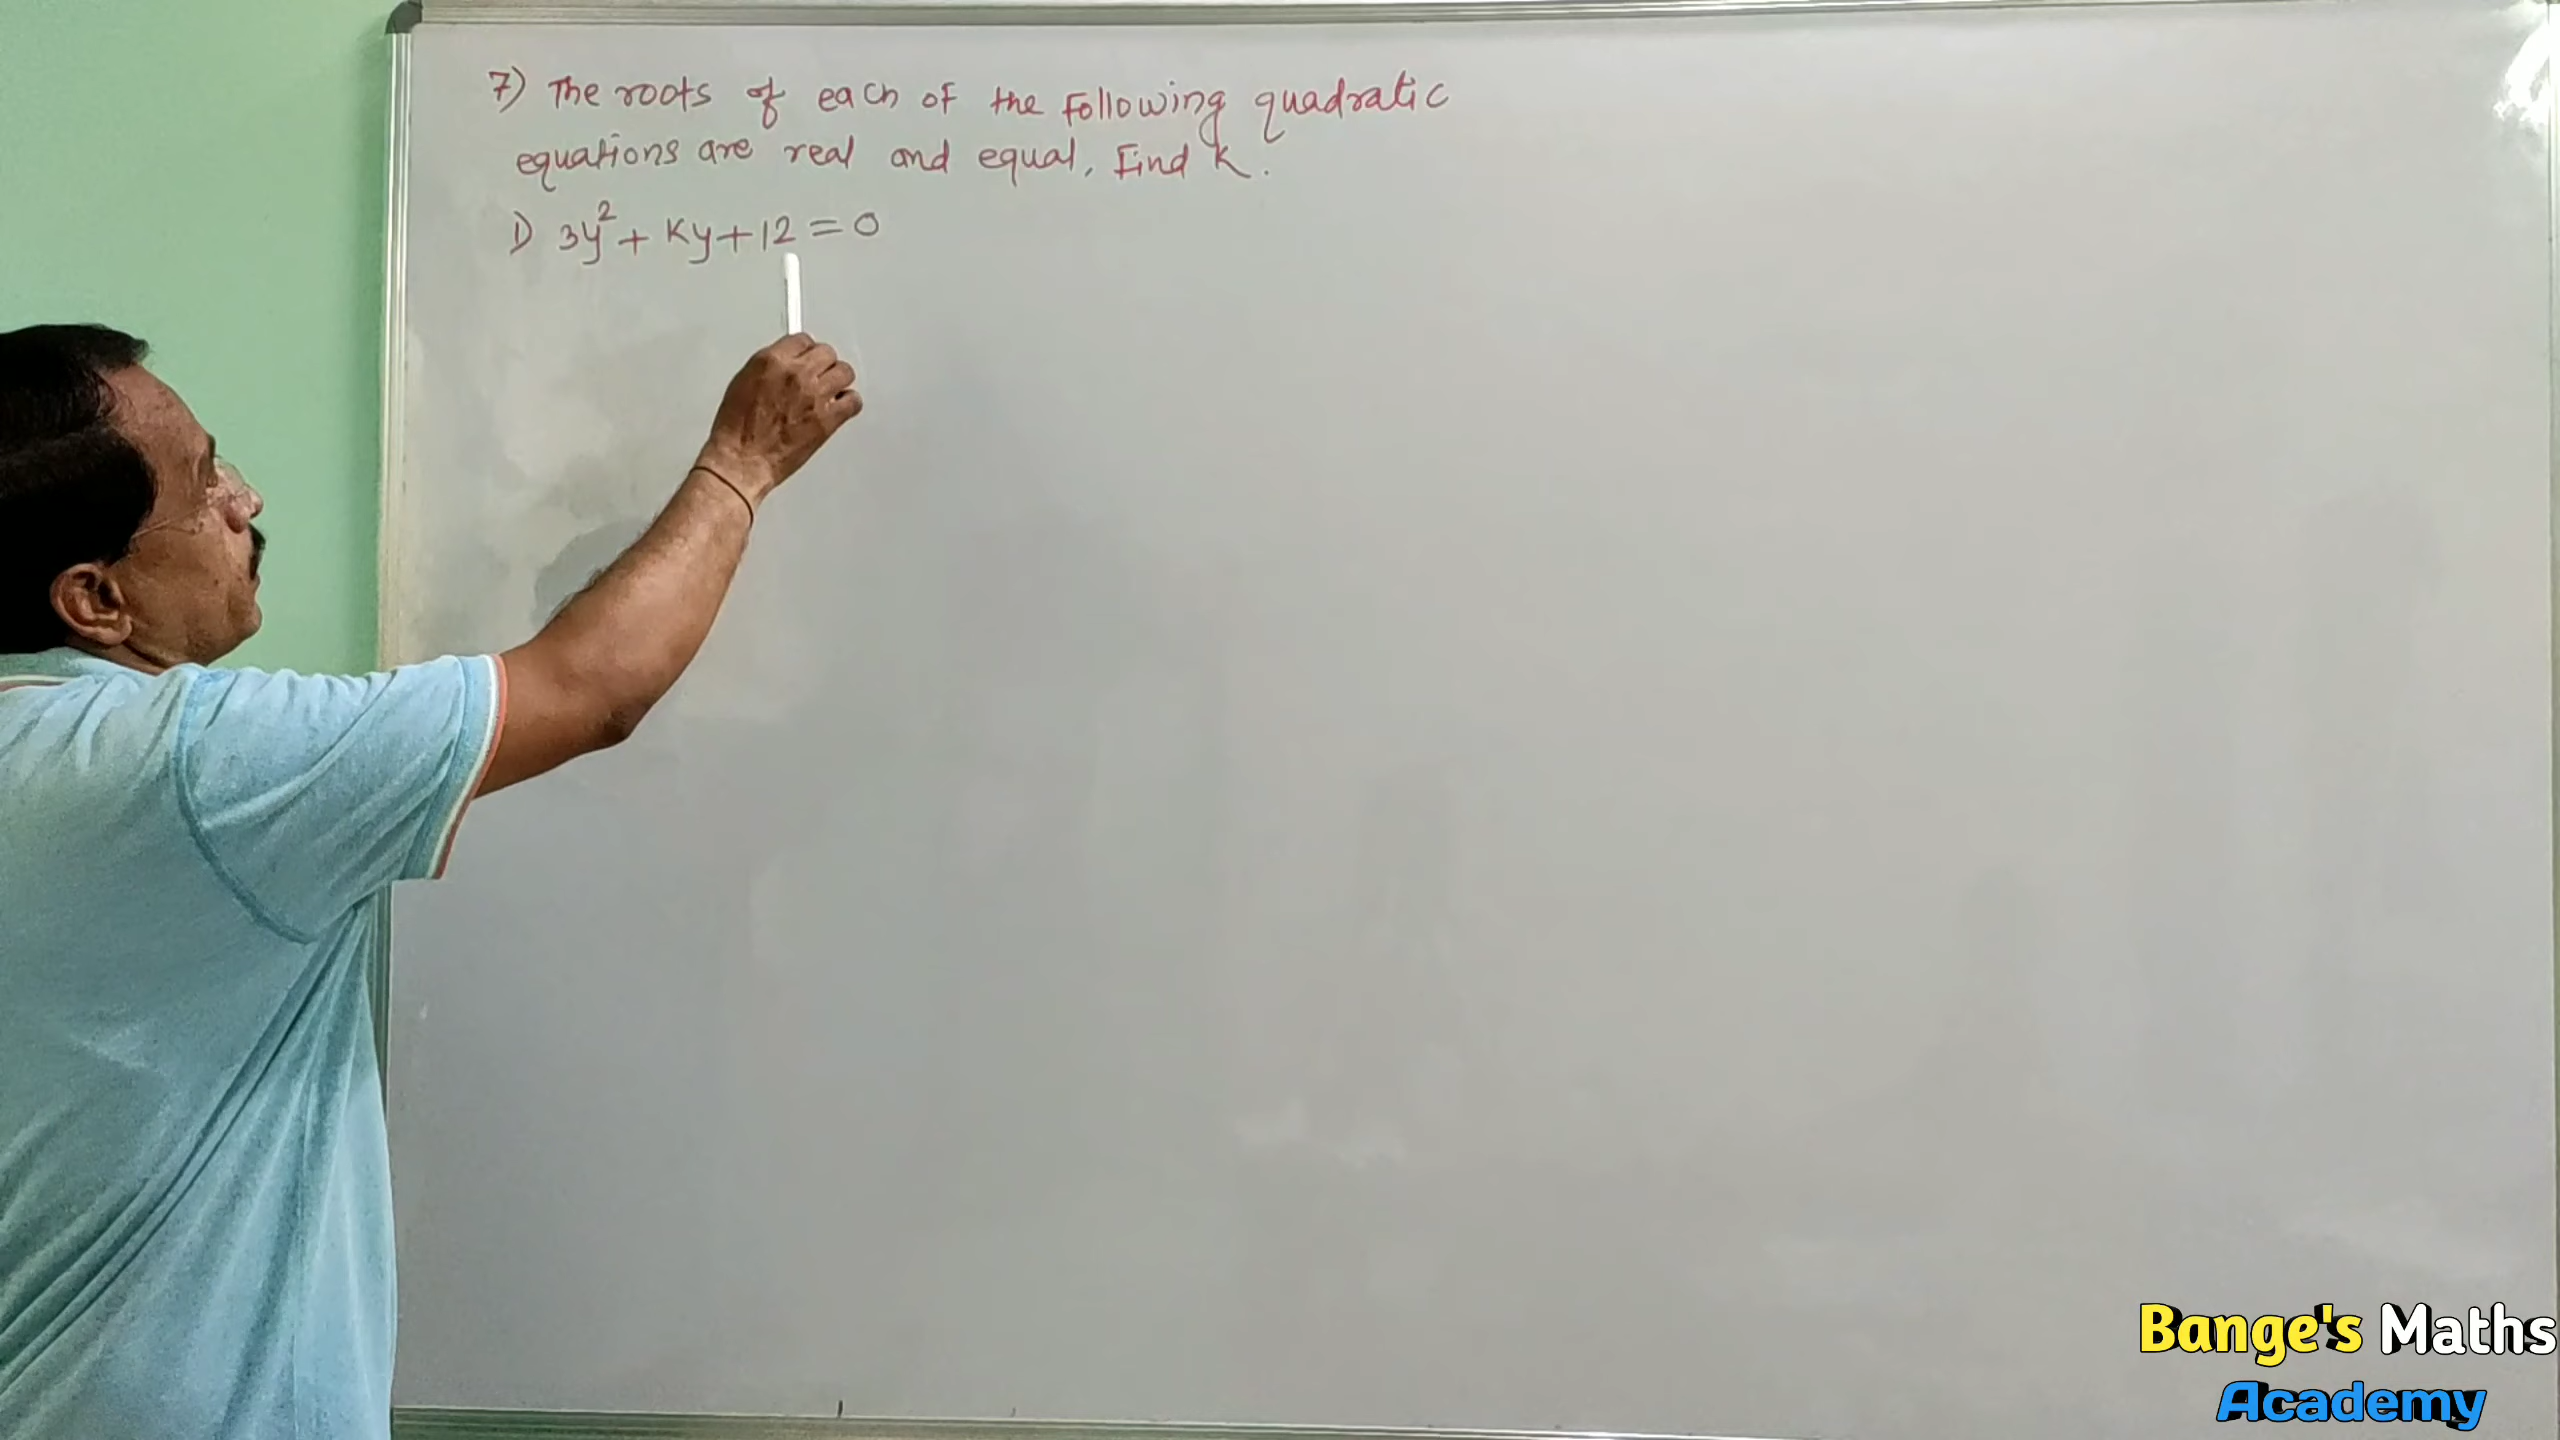 7) The roots of each of the following quadratic
equations are real and equal, Find k.
1) 3y² + Ky + 12 = 0
Bange's Maths
Academy